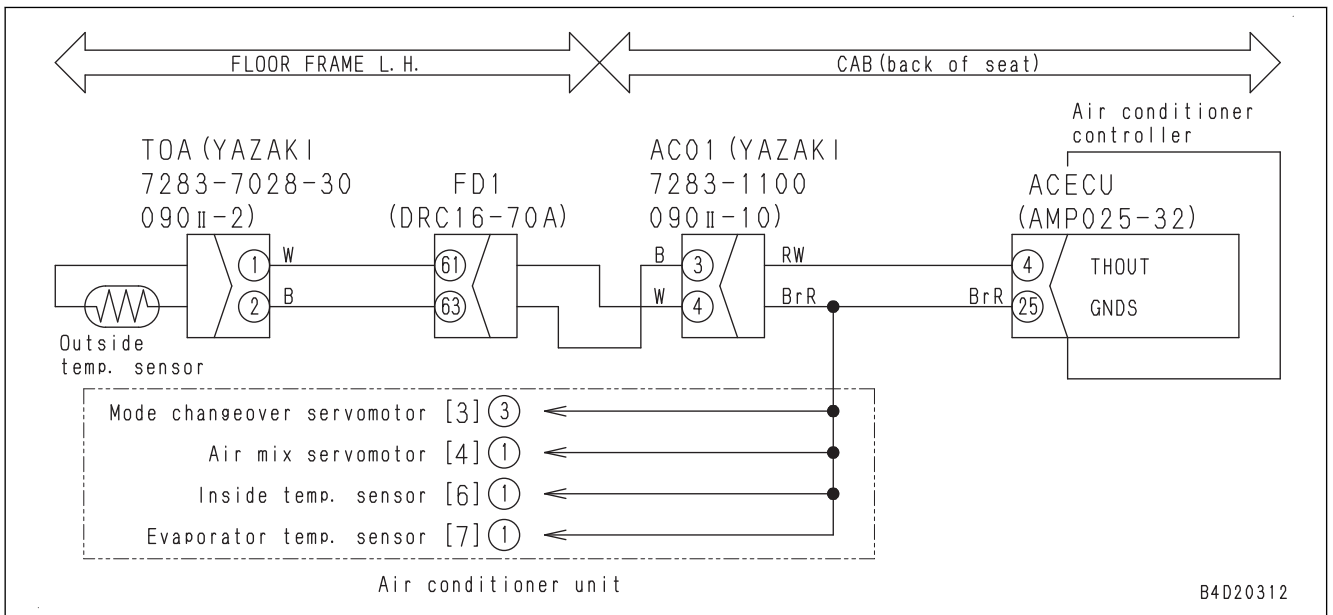 FLOOR FRAME L.H.
CAB (back of seat)
Air conditioner
controller
TOA (YAZAKI
7283-7028-30
090Ⅱ-2)
FD1
(DRC16-70A)
AC01 (YAZAKI
7283-1100
090Ⅱ-10)
ACECU
(AMP025-32)
1 W 61 B 3 RW 4 THOUT
2 B 63 W 4 BrR BrR 25 GNDS
Outside
temp. sensor
Mode changeover servomotor [3] 3
Air mix servomotor [4] 1
Inside temp. sensor [6] 1
Evaporator temp. sensor [7] 1
Air conditioner unit
B4D20312